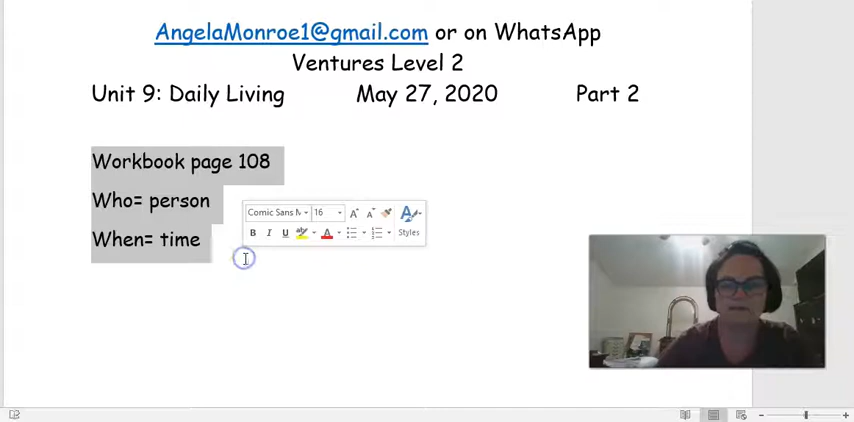 AngelaMonroe1@gmail.com or on WhatsApp
Ventures Level 2
Unit 9: Daily Living May 27, 2020 Part 2
Workbook page 108
Who= person
When= time
Comic Sans M 16 A A A
B I U ab A Styles